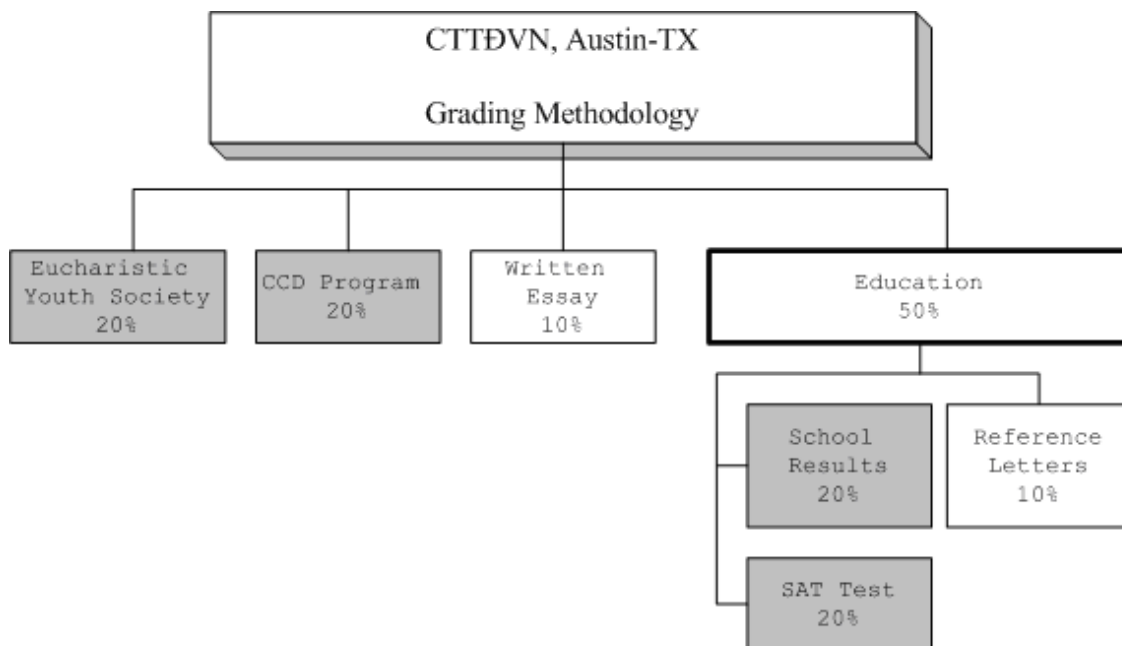 CTTĐVN, Austin-TX
Grading Methodology
Eucharistic
Youth Society
20%
CCD Program
20%
Written
Essay
10%
Education
50%
School
Results
20%
Reference
Letters
10%
SAT Test
20%